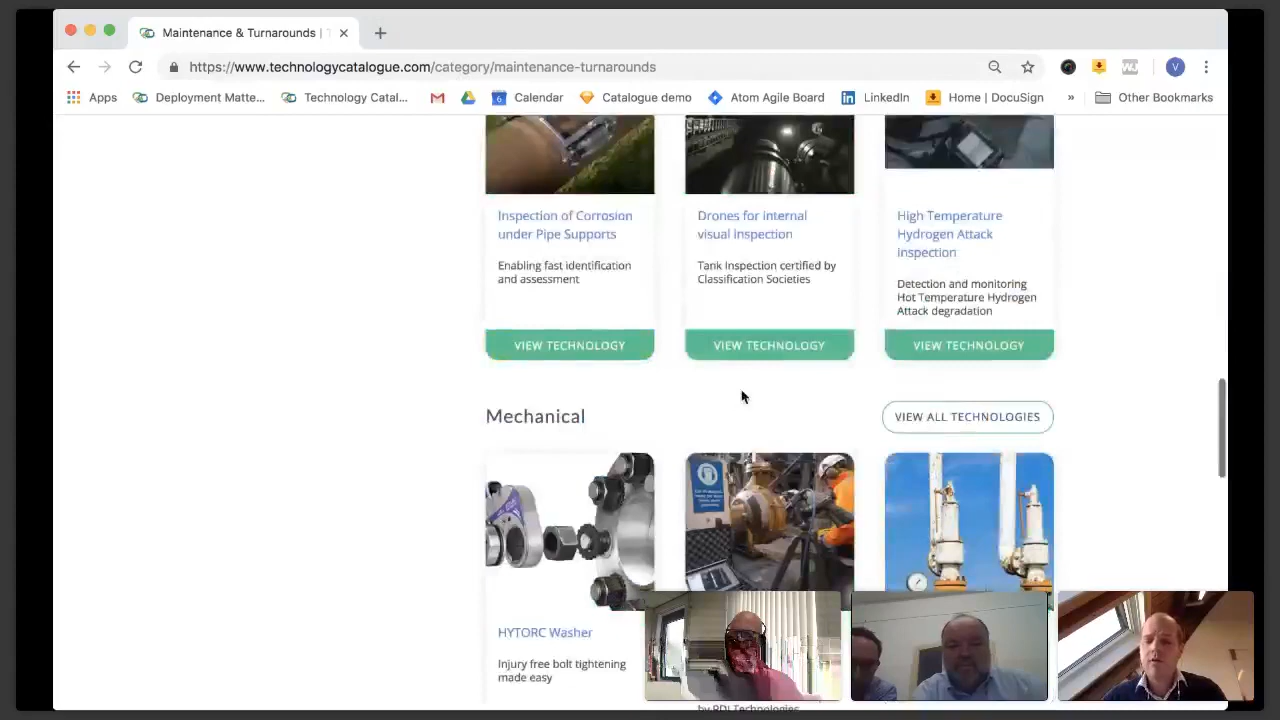 Maintenance & Turnarounds |
https://www.technologycatalogue.com/category/maintenance-turnarounds
V
Apps
Deployment Matte...
Technology Catal...
6
Calendar
Catalogue demo
Atom Agile Board
LinkedIn
Home | DocuSign
»
Other Bookmarks
Inspection of Corrosion
under Pipe Supports
Enabling fast identification
and assessment
VIEW TECHNOLOGY
Drones for internal
visual inspection
Tank Inspection certified by
Classification Societies
VIEW TECHNOLOGY
High Temperature
Hydrogen Attack
inspection
Detection and monitoring
Hot Temperature Hydrogen
Attack degradation
VIEW TECHNOLOGY
Mechanical
VIEW ALL TECHNOLOGIES
HYTORC Washer
Injury free bolt tightening
made easy
by RDI Technologies